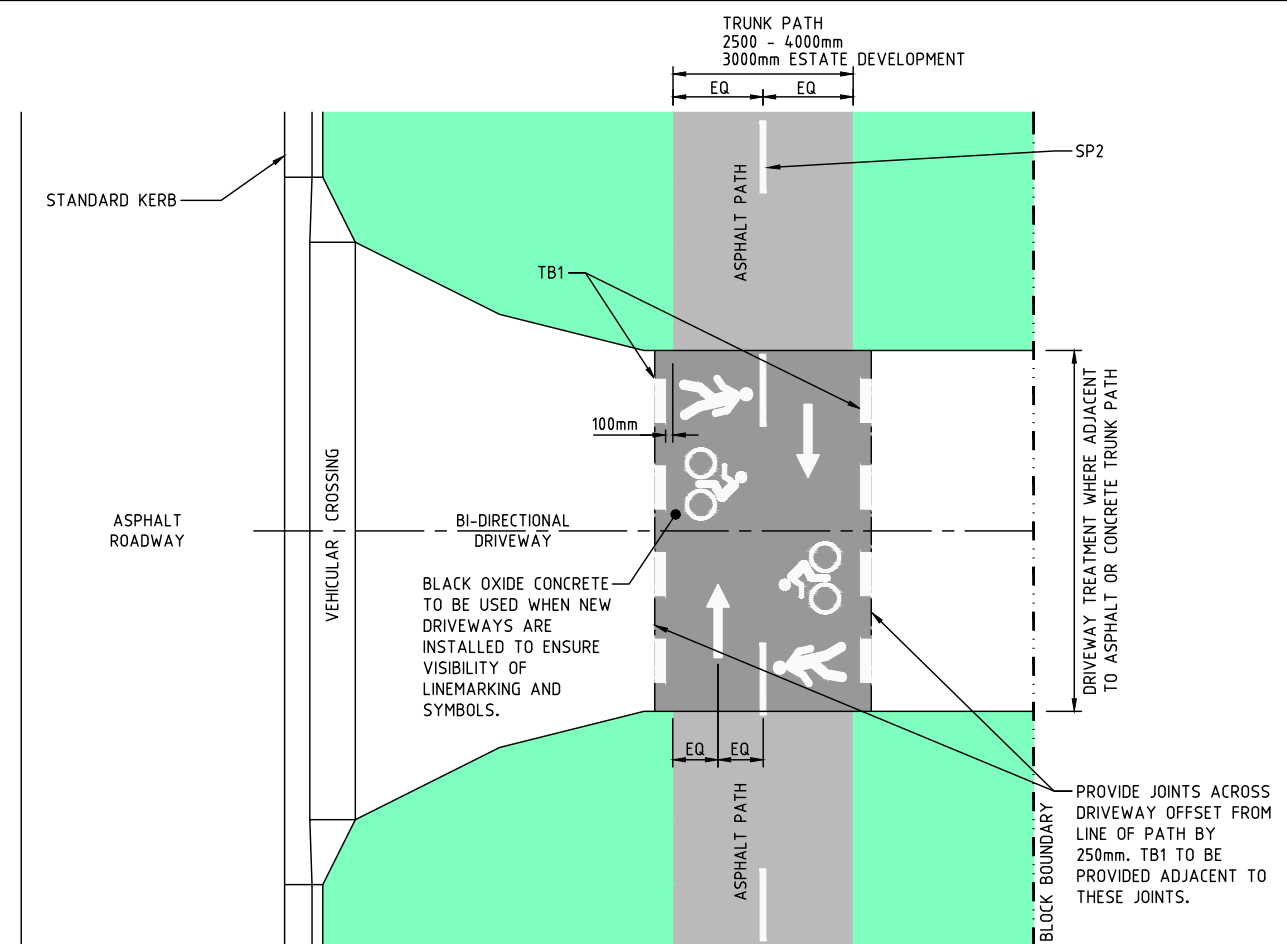 TRUNK PATH
2500 - 4000mm
3000mm ESTATE DEVELOPMENT
EQ
EQ
SP2
STANDARD KERB
ASPHALT PATH
TB1
100mm
VEHICULAR CROSSING
ASPHALT
ROADWAY
BI-DIRECTIONAL
DRIVEWAY
BLACK OXIDE CONCRETE
TO BE USED WHEN NEW
DRIVEWAYS ARE
INSTALLED TO ENSURE
VISIBILITY OF
LINEMARKING AND
SYMBOLS.
DRIVEWAY TREATMENT WHERE ADJACENT
TO ASPHALT OR CONCRETE TRUNK PATH
EQ
EQ
ASPHALT PATH
BLOCK BOUNDARY
PROVIDE JOINTS ACROSS
DRIVEWAY OFFSET FROM
LINE OF PATH BY
250mm. TB1 TO BE
PROVIDED ADJACENT TO
THESE JOINTS.